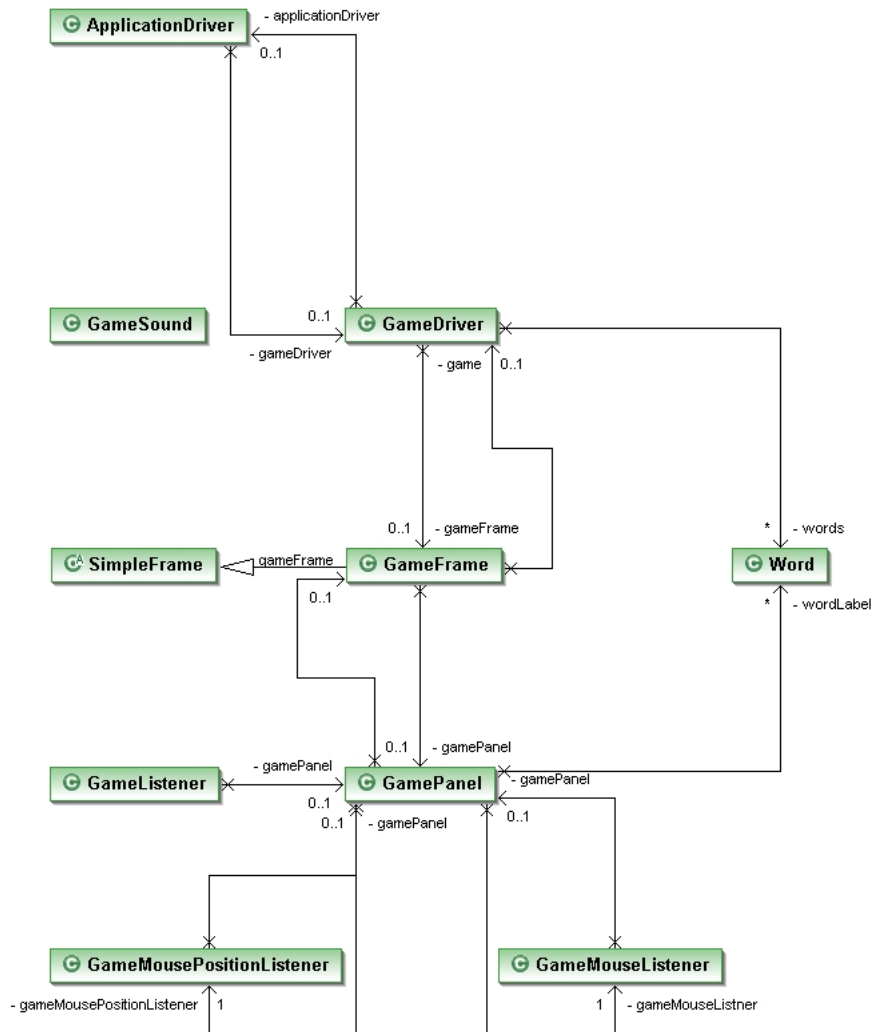 ApplicationDriver
- applicationDriver
0..1
GameSound
0..1
GameDriver
- gameDriver
- game
0..1
0..1
- gameFrame
*
- words
SimpleFrame
gameFrame
GameFrame
Word
0..1
*
- wordLabel
0..1
- gamePanel
- gamePanel
GameListener
GamePanel
- gamePanel
0..1
0..1
- gamePanel
0..1
GameMousePositionListener
GameMouseListener
- gameMousePositionListener
1
1
- gameMouseListner